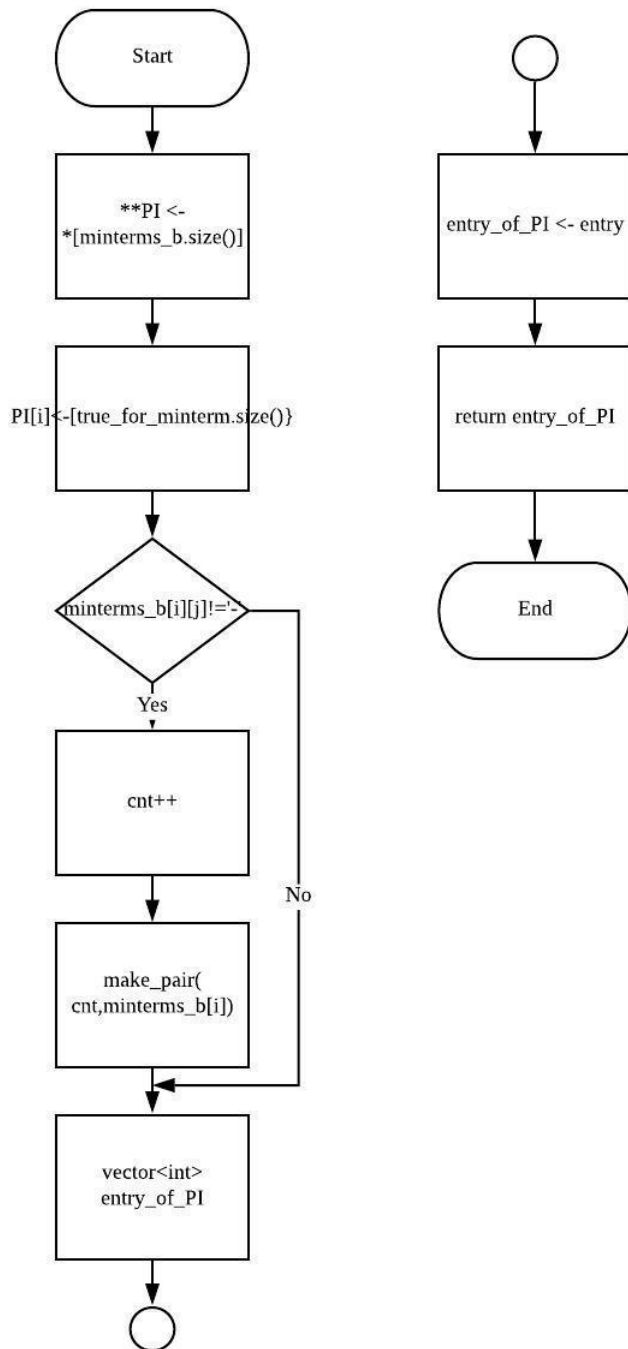 Start
**PI <-
*[minterms_b.size()]
PI[i]<-[true_for_minterm.size()}
minterms_b[i][j]!='-'
Yes
cnt++
No
make_pair(
cnt,minterms_b[i])
vector<int>
entry_of_PI
entry_of_PI <- entry
return entry_of_PI
End